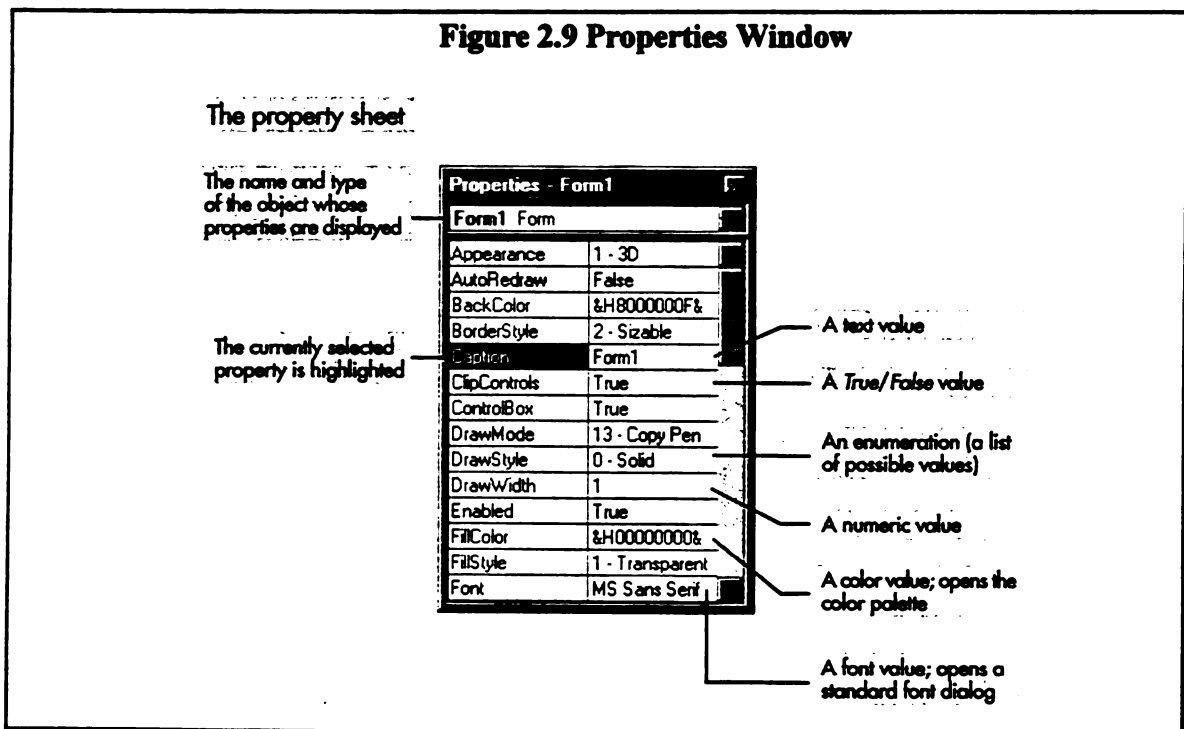 Figure 2.9 Properties Window
The property sheet
The name and type
of the object whose
properties are displayed
The currently selected
property is highlighted
Properties - Form1
Form1 Form
Appearance 1 - 3D
AutoRedraw False
BackColor &H8000000F&
BorderStyle 2 - Sizable
Caption Form1
ClipControls True
ControlBox True
DrawMode 13 - Copy Pen
DrawStyle 0 - Solid
DrawWidth 1
Enabled True
FillColor &H00000000&
FillStyle 1 - Transparent
Font MS Sans Serif
A text value
A True/False value
An enumeration (a list
of possible values)
A numeric value
A color value; opens the
color palette
A font value; opens a
standard font dialog